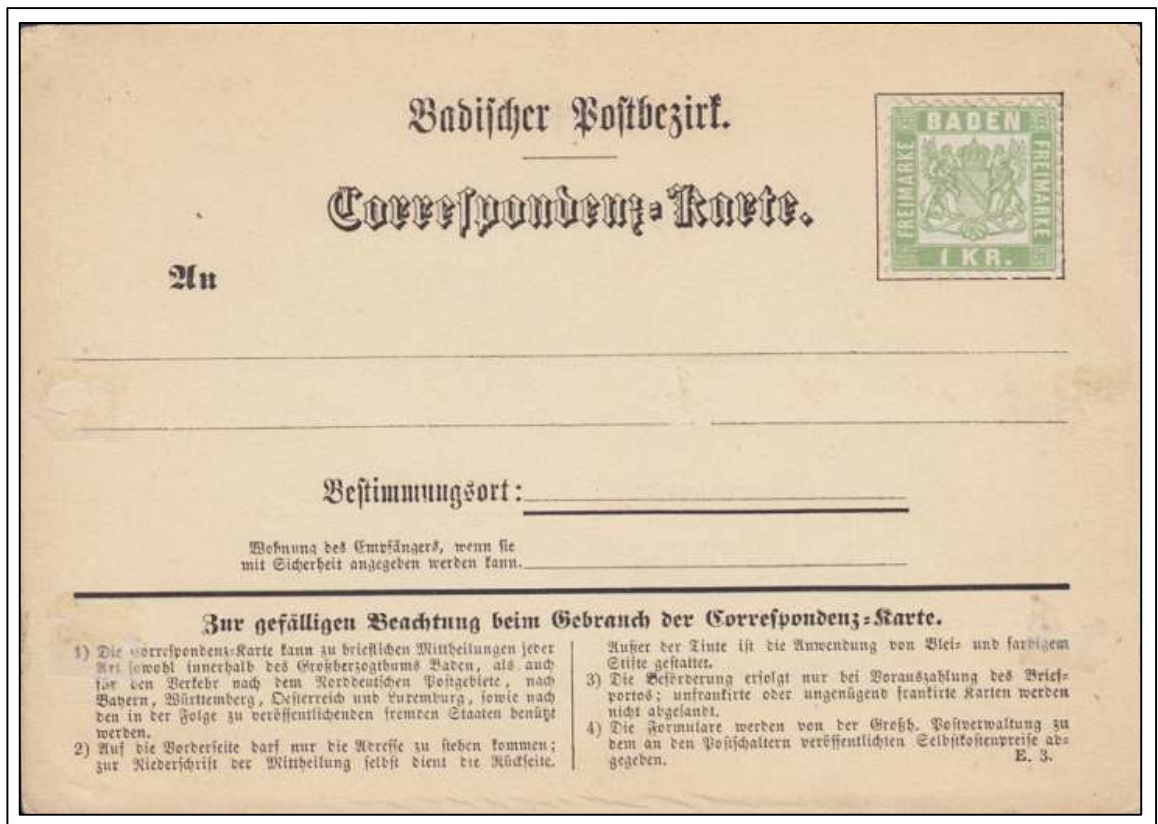 Badischer Postbezirk.
BADEN
FREIMARKE
FREIMARKE
1 KR.
Correspondenz-Karte.
An
Bestimmungsort:
Wohnung des Empfängers, wenn sie
mit Sicherheit angegeben werden kann.
Zur gefälligen Beachtung beim Gebrauch der Correspondenz-Karte.
1) Die Correspondenz-Karte kann zu brieflichen Mittheilungen jeder
Art sowohl innerhalb des Großherzogthums Baden, als auch
für den Verkehr nach dem Norddeutschen Postgebiete, nach
Bayern, Württemberg, Oesterreich und Luxemburg, sowie nach
den in der Folge zu veröffentlichenden fremden Staaten benützt
werden.
2) Auf die Vorderseite darf nur die Adresse zu stehen kommen;
zur Niederschrift der Mittheilung selbst dient die Rückseite.
Außer der Tinte ist die Anwendung von Blei- und farbigem
Stifte gestattet.
3) Die Beförderung erfolgt nur bei Vorauszahlung des Brief-
portos; unfrankirte oder ungenügend frankirte Karten werden
nicht abgesandt.
4) Die Formulare werden von der Großh. Postverwaltung zu
dem an den Postschaltern veröffentlichten Selbstkostenpreise ab-
gegeben.
E. 3.